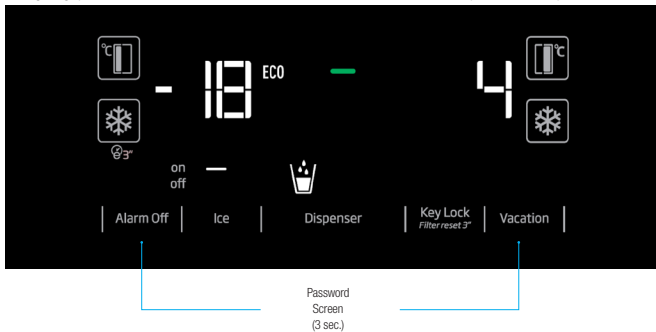 °C
°C
-18
ECO
4
3"
on
off
Alarm Off
Ice
Dispenser
Key Lock
Filter reset 3"
Vacation
Password
Screen
(3 sec.)